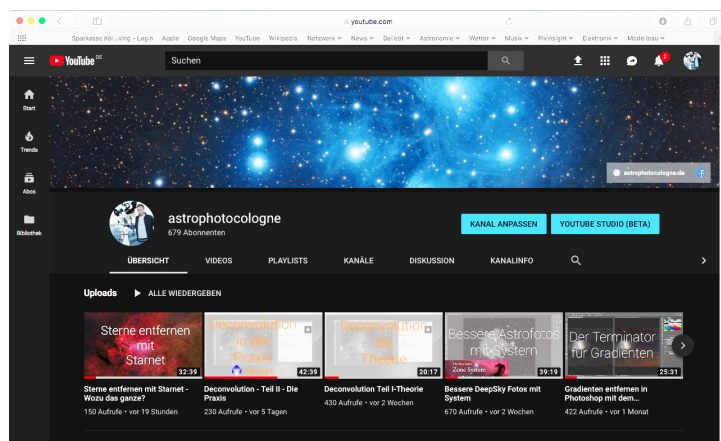 youtube.com
Sparkasse Köl...king - Login Apple Google Maps YouTube Wikipedia Netzwerk News Geliebt Astronomie Wetter Musik PixInsight Elektronik Modellbau
YouTube DE
Suchen
2
Start
Trends
Abos
Bibliothek
astrophotocologne.de
f
astrophotocologne
679 Abonnenten
KANAL ANPASSEN
YOUTUBE STUDIO (BETA)
ÜBERSICHT VIDEOS PLAYLISTS KANÄLE DISKUSSION KANALINFO
Uploads ALLE WIEDERGEBEN
Sterne entfernen
mit
Starnet
32:39
Deconvolution
in der
Praxis
42:39
Deconvolution
die
Theorie
20:17
Bessere Astrofotos
mit System
Zone System
39:19
Der Terminator
für Gradienten
25:31
Sterne entfernen mit Starnet -
Wozu das ganze?
150 Aufrufe • vor 19 Stunden
Deconvolution - Teil II - Die
Praxis
230 Aufrufe • vor 5 Tagen
Deconvolution Teil I-Theorie
430 Aufrufe • vor 2 Wochen
Bessere DeepSky Fotos mit
System
670 Aufrufe • vor 2 Wochen
Gradienten entfernen in
Photoshop mit dem...
422 Aufrufe • vor 1 Monat